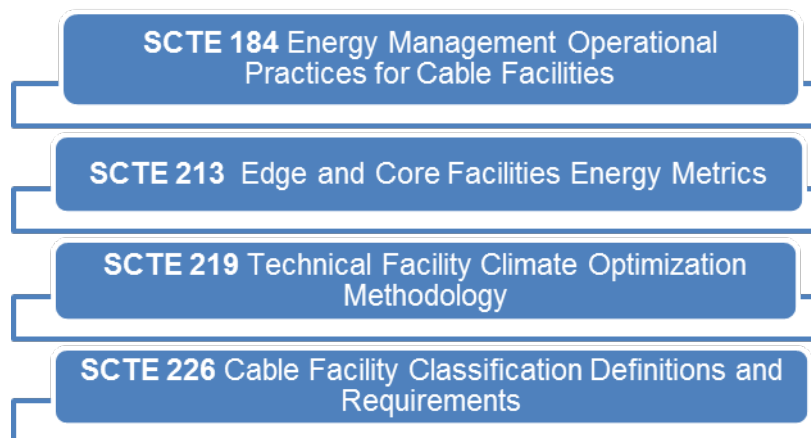 SCTE 184 Energy Management Operational
Practices for Cable Facilities
SCTE 213 Edge and Core Facilities Energy Metrics
SCTE 219 Technical Facility Climate Optimization
Methodology
SCTE 226 Cable Facility Classification Definitions and
Requirements